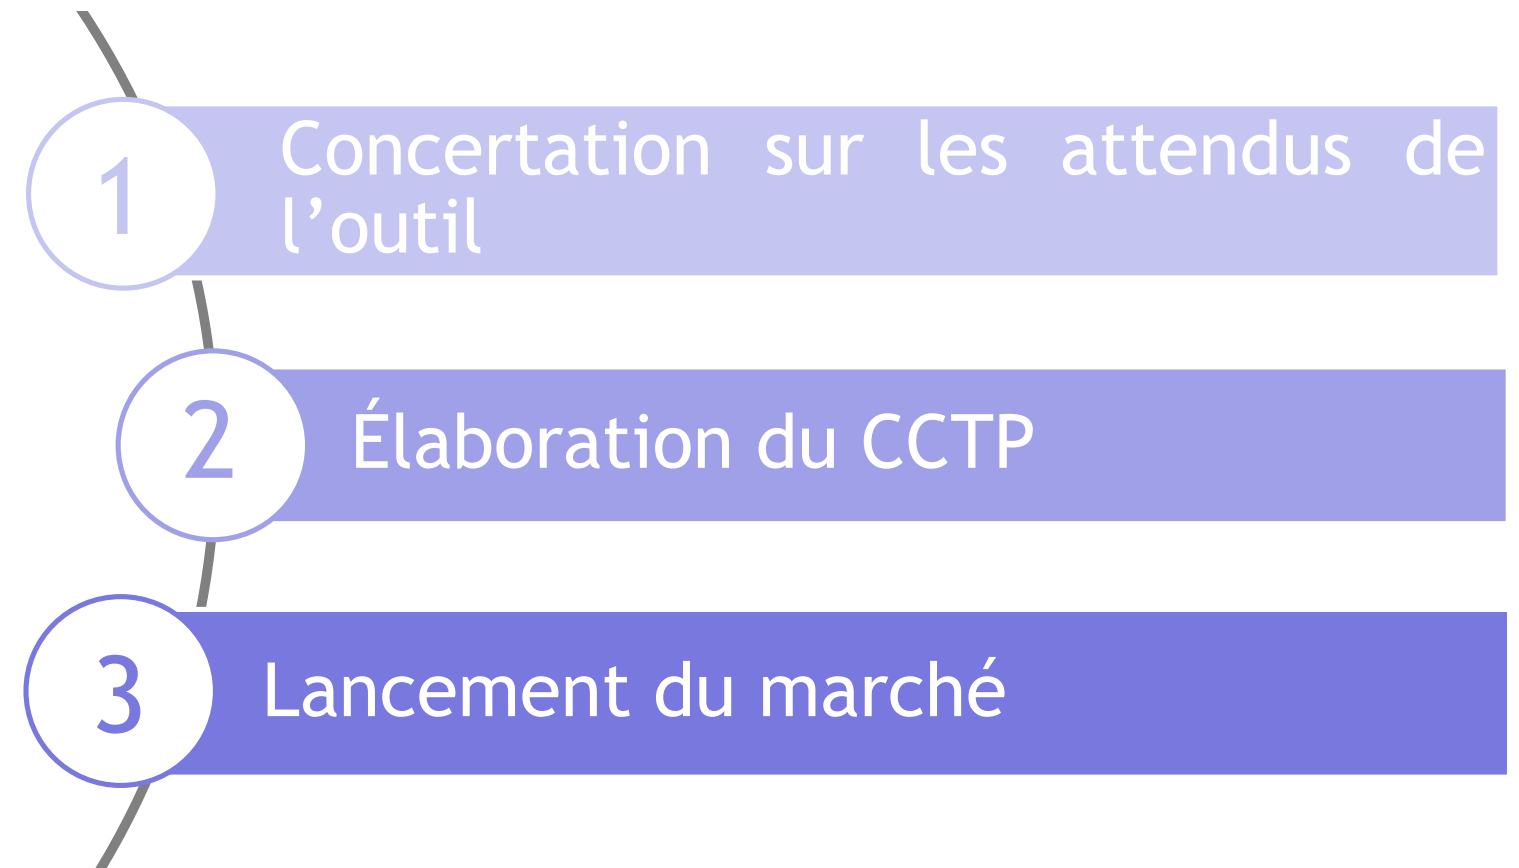 1
Concertation sur les attendus de
l’outil
2
Élaboration du CCTP
3
Lancement du marché